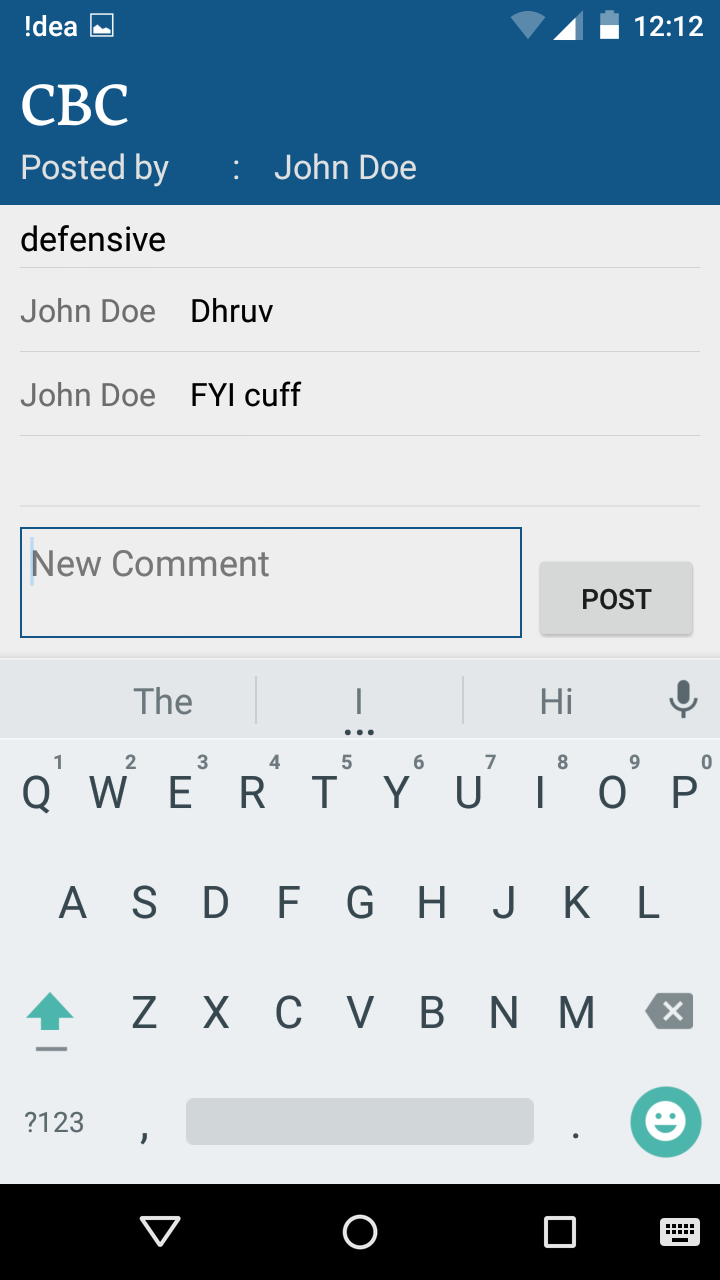 !dea 12:12
CBC
Posted by : John Doe
defensive
John Doe Dhruv
John Doe FYI cuff
New Comment
POST
The I Hi
1 2 3 4 5 6 7 8 9 0
Q W E R T Y U I O P
A S D F G H J K L
Z X C V B N M
?123 , .